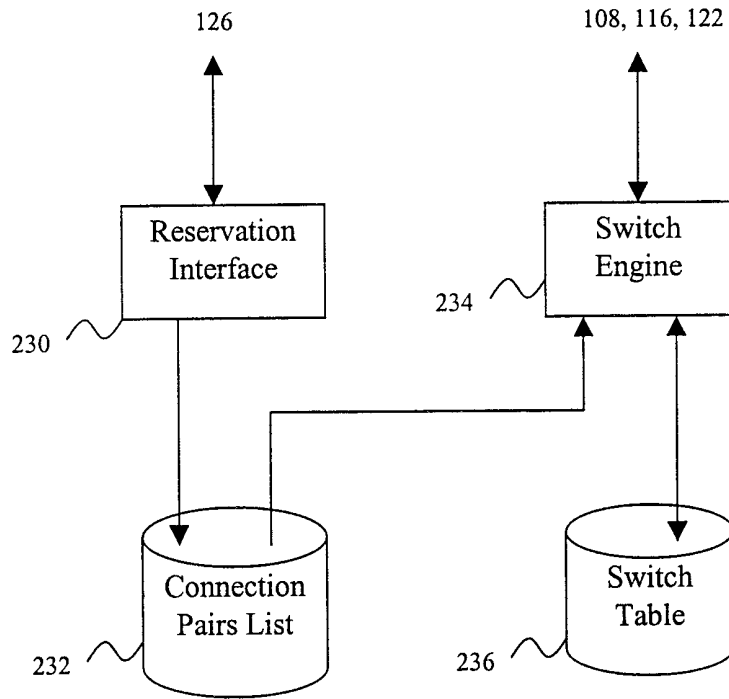 126
108, 116, 122
Reservation
Interface
230
Switch
Engine
234
Connection
Pairs List
232
Switch
Table
236